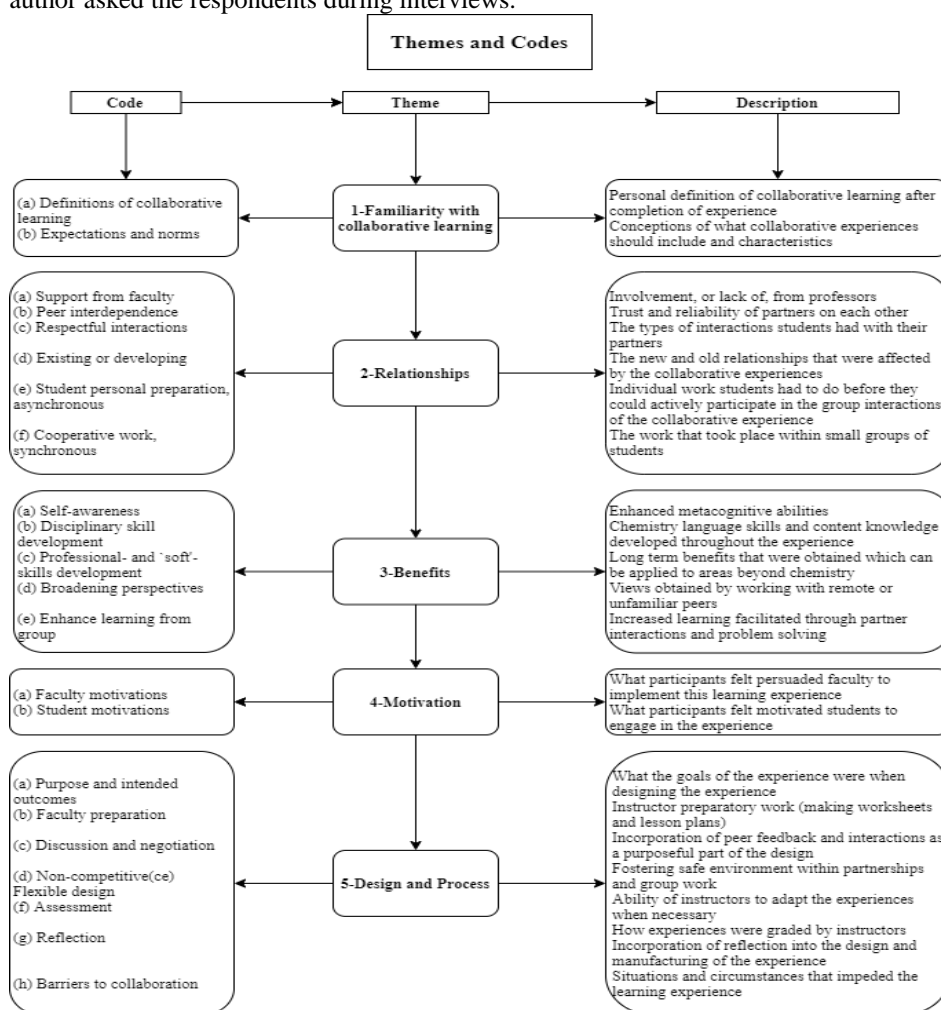 author asked the respondents during interviews.
Themes and Codes
Code
Theme
Description
(a) Definitions of collaborative
learning
(b) Expectations and norms
1-Familiarity with
collaborative learning
Personal definition of collaborative learning after
completion of experience
Conceptions of what collaborative experiences
should include and characteristics
(a) Support from faculty
(b) Peer interdependence
(c) Respectful interactions
(d) Existing or developing
(e) Student personal preparation,
asynchronous
(f) Cooperative work,
synchronous
2-Relationships
Involvement, or lack of, from professors
Trust and reliability of partners on each other
The types of interactions students had with their
partners
The new and old relationships that were affected
by the collaborative experiences
Individual work students had to do before they
could actively participate in the group interactions
of the collaborative experience
The work that took place within small groups of
students
(a) Self-awareness
(b) Disciplinary skill
development
(c) Professional- and `soft'-
skills development
(d) Broadening perspectives
(e) Enhance learning from
group
3-Benefits
Enhanced metacognitive abilities
Chemistry language skills and content knowledge
developed throughout the experience
Long term benefits that were obtained which can
be applied to areas beyond chemistry
Views obtained by working with remote or
unfamiliar peers
Increased learning facilitated through partner
interactions and problem solving
(a) Faculty motivations
(b) Student motivations
4-Motivation
What participants felt persuaded faculty to
implement this learning experience
What participants felt motivated students to
engage in the experience
(a) Purpose and intended
outcomes
(b) Faculty preparation
(c) Discussion and negotiation
(d) Non-competitive(ce)
Flexible design
(f) Assessment
(g) Reflection
(h) Barriers to collaboration
5-Design and Process
What the goals of the experience were when
designing the experience
Instructor preparatory work (making worksheets
and lesson plans)
Incorporation of peer feedback and interactions as
a purposeful part of the design
Fostering safe environment within partnerships
and group work
Ability of instructors to adapt the experiences
when necessary
How experiences were graded by instructors
Incorporation of reflection into the design and
manufacturing of the experience
Situations and circumstances that impeded the
learning experience